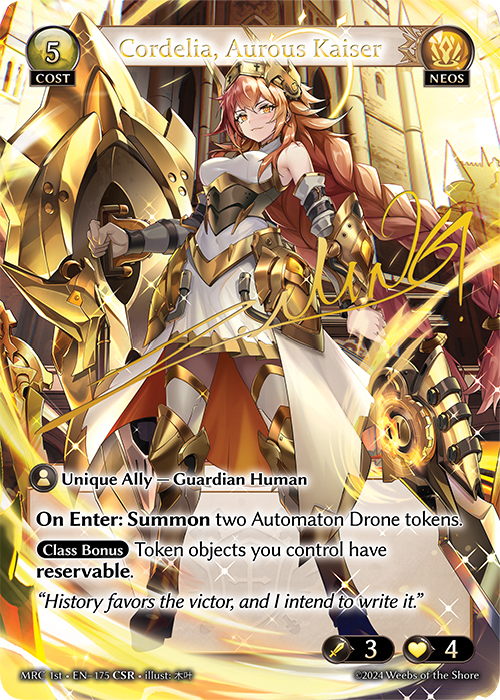 5
COST
Cordelia, Aurous Kaiser
NEOS
Unique Ally — Guardian Human
On Enter: Summon two Automaton Drone tokens.
Class Bonus Token objects you control have
reservable.
“History favors the victor, and I intend to write it.”
3
4
MRC 1st • EN-175 CSR • illust: 木叶
©2024 Weebs of the Shore